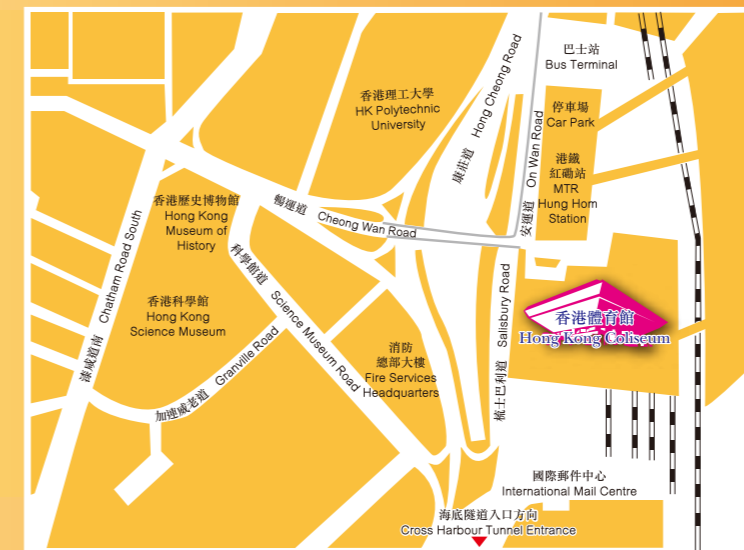 巴士站
Bus Terminal
香港理工大學
HK Polytechnic
University
康莊道 Hong Cheong Road
停車場
Car Park
港鐵
紅磡站
MTR
Hung Hom
Station
安運道 On Wan Road
香港歷史博物館
Hong Kong
Museum of
History
暢運道 Cheong Wan Road
科學館道 Science Museum Road
漆咸道南 Chatham Road South
香港科學館
Hong Kong
Science Museum
加連威老道 Granville Road
消防
總部大樓
Fire Services
Headquarters
梳士巴利道 Salisbury Road
香港體育館
Hong Kong Coliseum
國際郵件中心
International Mail Centre
海底隧道入口方向
Cross Harbour Tunnel Entrance